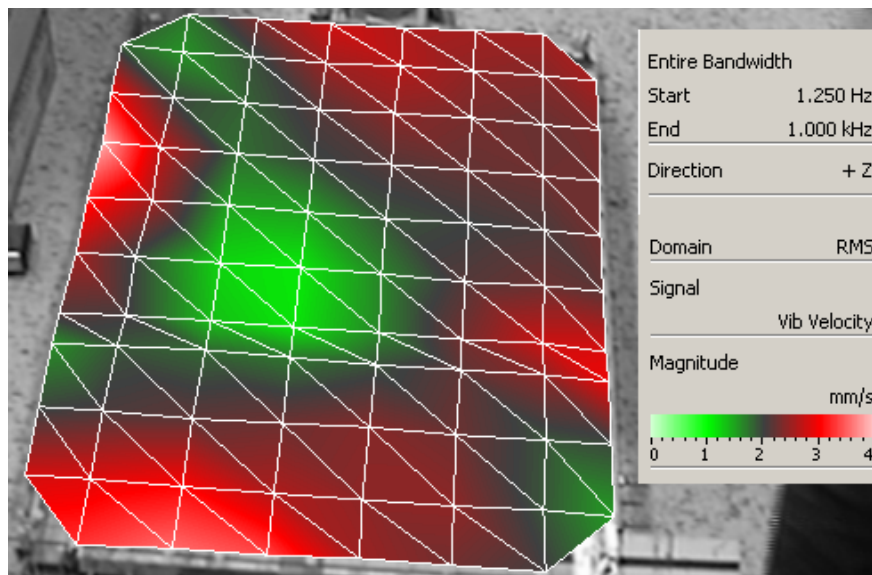 Entire Bandwidth
Start 1.250 Hz
End 1.000 kHz
Direction + Z
Domain RMS
Signal
Vib Velocity
Magnitude
mm/s
0 1 2 3 4